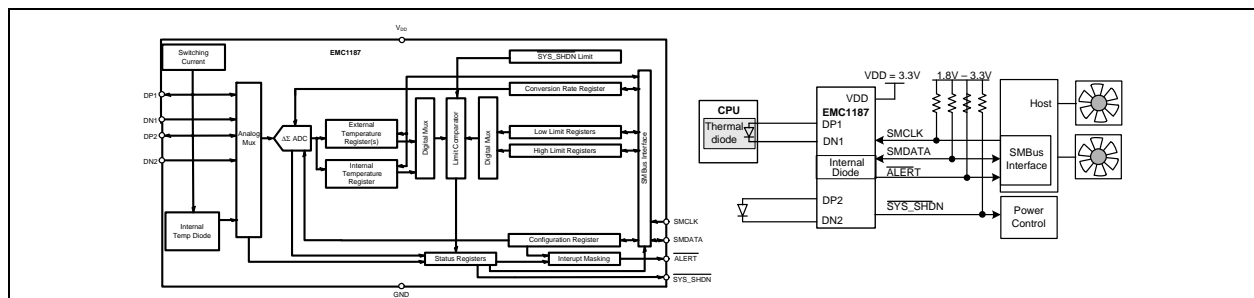 V_DD
EMC1187
Switching
Current
SYS_SHDN Limit
Conversion Rate Register
DP1
DN1
DP2
DN2
Analog
Mux
ΔΣ ADC
External
Temperature
Register(s)
Internal
Temperature
Register
Digital Mux
Limit Comparator
Digital Mux
Low Limit Registers
High Limit Registers
SMBus Interface
Internal
Temp Diode
Configuration Register
Status Registers
Interupt Masking
SMCLK
SMDATA
ALERT
SYS_SHDN
GND
VDD = 3.3V
1.8V – 3.3V
CPU
Thermal
diode
VDD
EMC1187
DP1
DN1
Internal
Diode
DP2
DN2
SMCLK
SMDATA
ALERT
SYS_SHDN
Host
SMBus
Interface
Power
Control